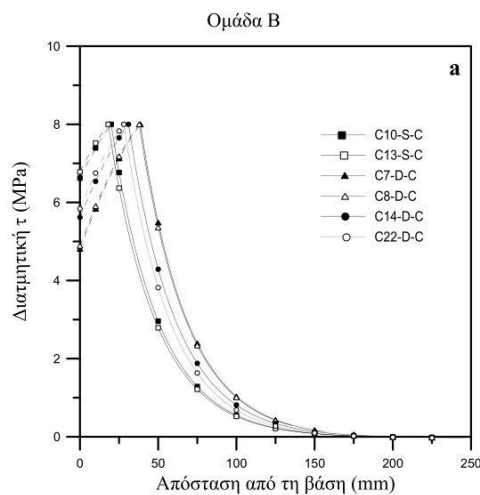 Ομάδα Β
a
10
8
6
4
2
0
Διατμητική τ (MPa)
C10-S-C
C13-S-C
C7-D-C
C8-D-C
C14-D-C
C22-D-C
0 50 100 150 200 250
Απόσταση από τη βάση (mm)